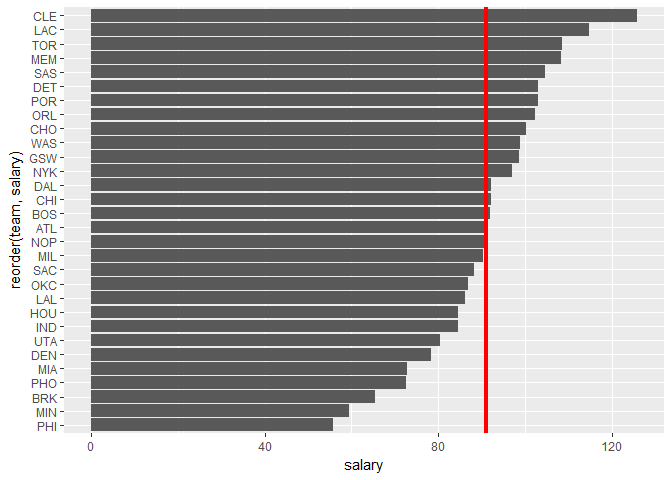 CLE
LAC
TOR
MEM
SAS
DET
POR
ORL
CHO
WAS
GSW
NYK
DAL
CHI
BOS
ATL
NOP
MIL
SAC
OKC
LAL
HOU
IND
UTA
DEN
MIA
PHO
BRK
MIN
PHI
reorder(team, salary)
0 40 80 120
salary